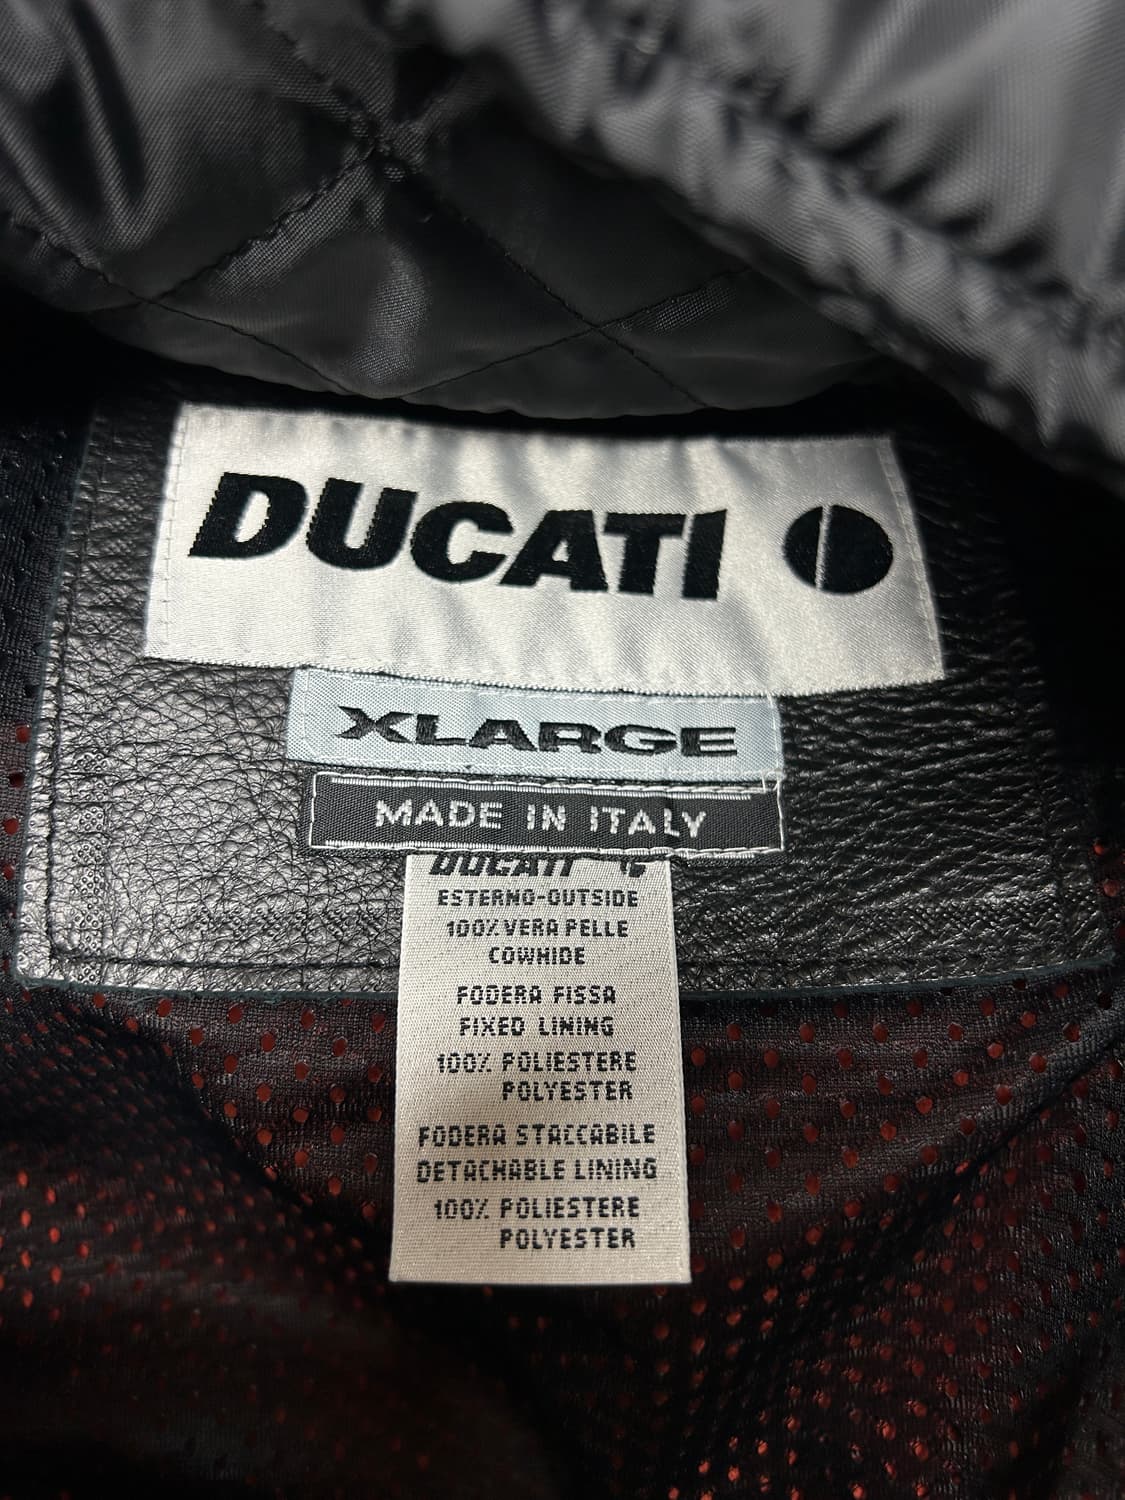 DUCATI
XLARGE
MADE IN ITALY
DUCATI
ESTERNO-OUTSIDE
100% VERA PELLE
COWHIDE
FODERA FISSA
FIXED LINING
100% POLIESTERE
POLYESTER
FODERA STACCABILE
DETACHABLE LINING
100% POLIESTERE
POLYESTER